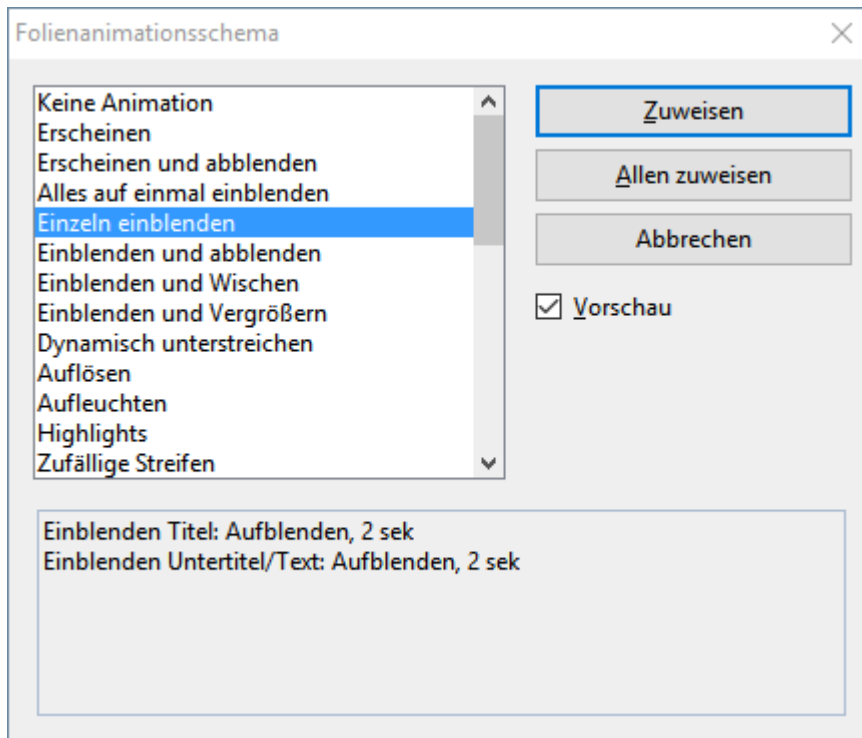 Folienanimationsschema
Keine Animation
Erscheinen
Erscheinen und abblenden
Alles auf einmal einblenden
Einzeln einblenden
Einblenden und abblenden
Einblenden und Wischen
Einblenden und Vergrößern
Dynamisch unterstreichen
Auflösen
Aufleuchten
Highlights
Zufällige Streifen
Zuweisen
Allen zuweisen
Abbrechen
Vorschau
Einblenden Titel: Aufblenden, 2 sek
Einblenden Untertitel/Text: Aufblenden, 2 sek